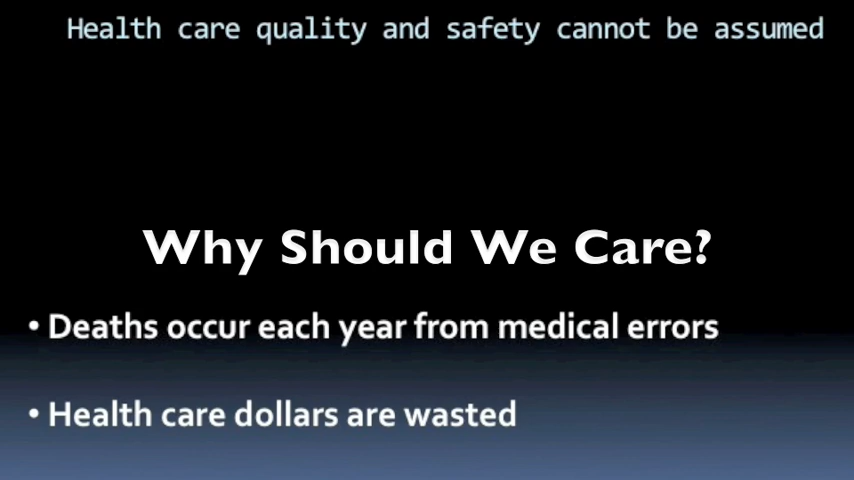 Health care quality and safety cannot be assumed
Why Should We Care?
• Deaths occur each year from medical errors
• Health care dollars are wasted